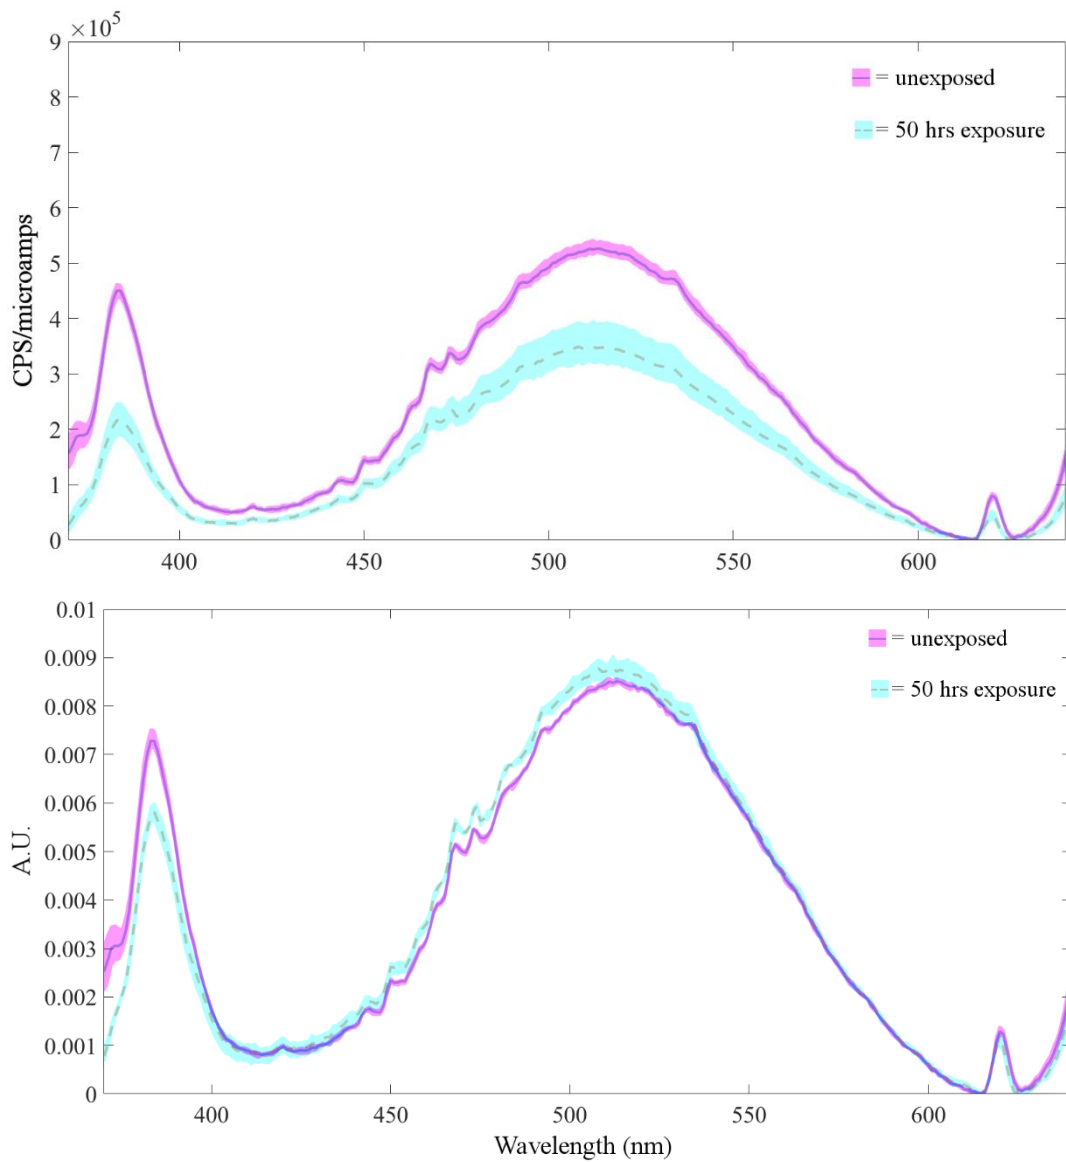 ×10⁵
9
8
7
6
5
4
3
2
1
0
CPS/microamps
= unexposed
= 50 hrs exposure
400 450 500 550 600
0.01
0.009
0.008
0.007
0.006
0.005
0.004
0.003
0.002
0.001
0
A.U.
= unexposed
= 50 hrs exposure
400 450 500 550 600
Wavelength (nm)